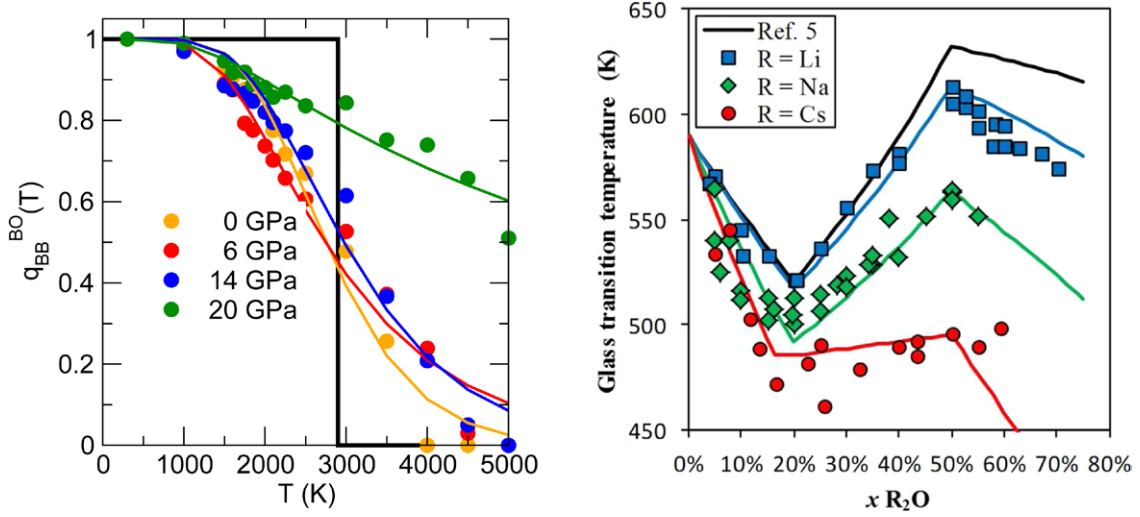 1
0.8
0.6
0.4
0.2
0
q_BB^BO(T)
0 GPa
6 GPa
14 GPa
20 GPa
0 1000 2000 3000 4000 5000
T (K)
650
600
550
500
450
Glass transition temperature (K)
Ref. 5
R = Li
R = Na
R = Cs
0% 10% 20% 30% 40% 50% 60% 70% 80%
x R₂O